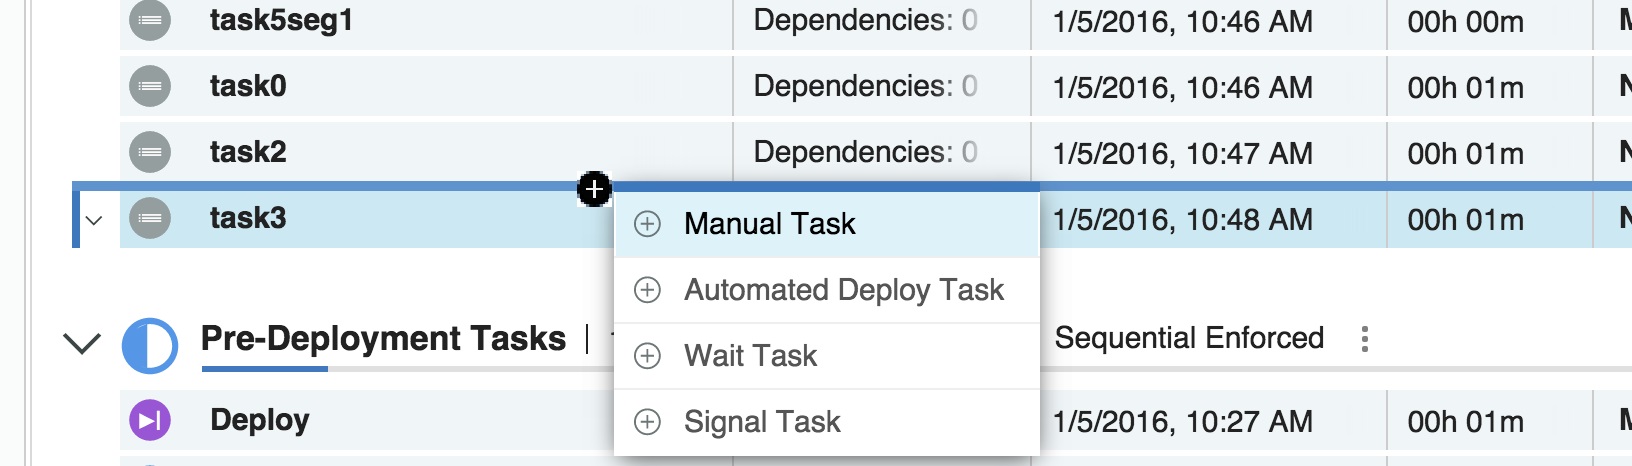 task5seg1 Dependencies: 0 1/5/2016, 10:46 AM 00h 00m
task0 Dependencies: 0 1/5/2016, 10:46 AM 00h 01m
task2 Dependencies: 0 1/5/2016, 10:47 AM 00h 01m
task3 1/5/2016, 10:48 AM 00h 01m
Manual Task
Automated Deploy Task
Wait Task
Signal Task
Pre-Deployment Tasks | Sequential Enforced
Deploy 1/5/2016, 10:27 AM 00h 01m